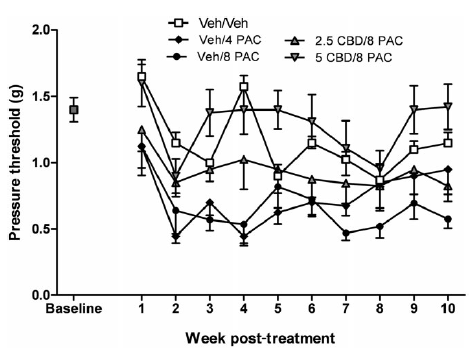 Veh/Veh
Veh/4 PAC
Veh/8 PAC
2.5 CBD/8 PAC
5 CBD/8 PAC
Pressure threshold (g)
2.0
1.5
1.0
0.5
0.0
Baseline 1 2 3 4 5 6 7 8 9 10
Week post-treatment